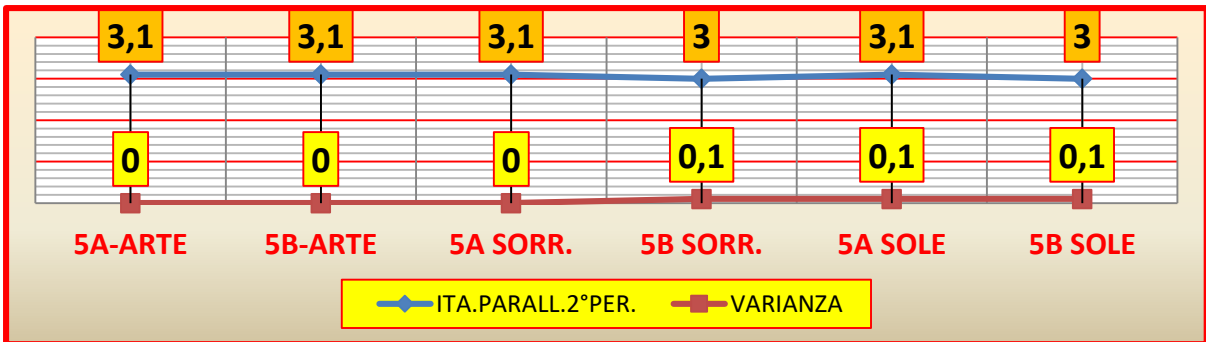 3,1 3,1 3,1 3 3,1 3
0 0 0 0,1 0,1 0,1
5A-ARTE 5B-ARTE 5A SORR. 5B SORR. 5A SOLE 5B SOLE
ITA.PARALL.2°PER. VARIANZA